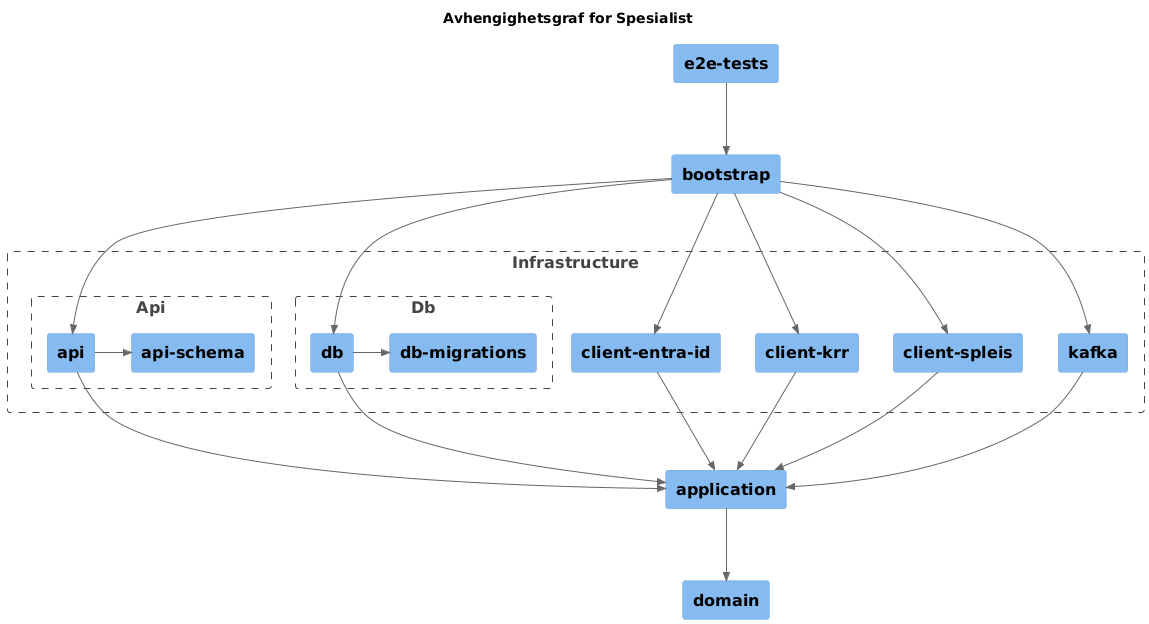 Avhengighetsgraf for Spesialist
e2e-tests
bootstrap
Infrastructure
Api
Db
api
api-schema
db
db-migrations
client-entra-id
client-krr
client-spleis
kafka
application
domain